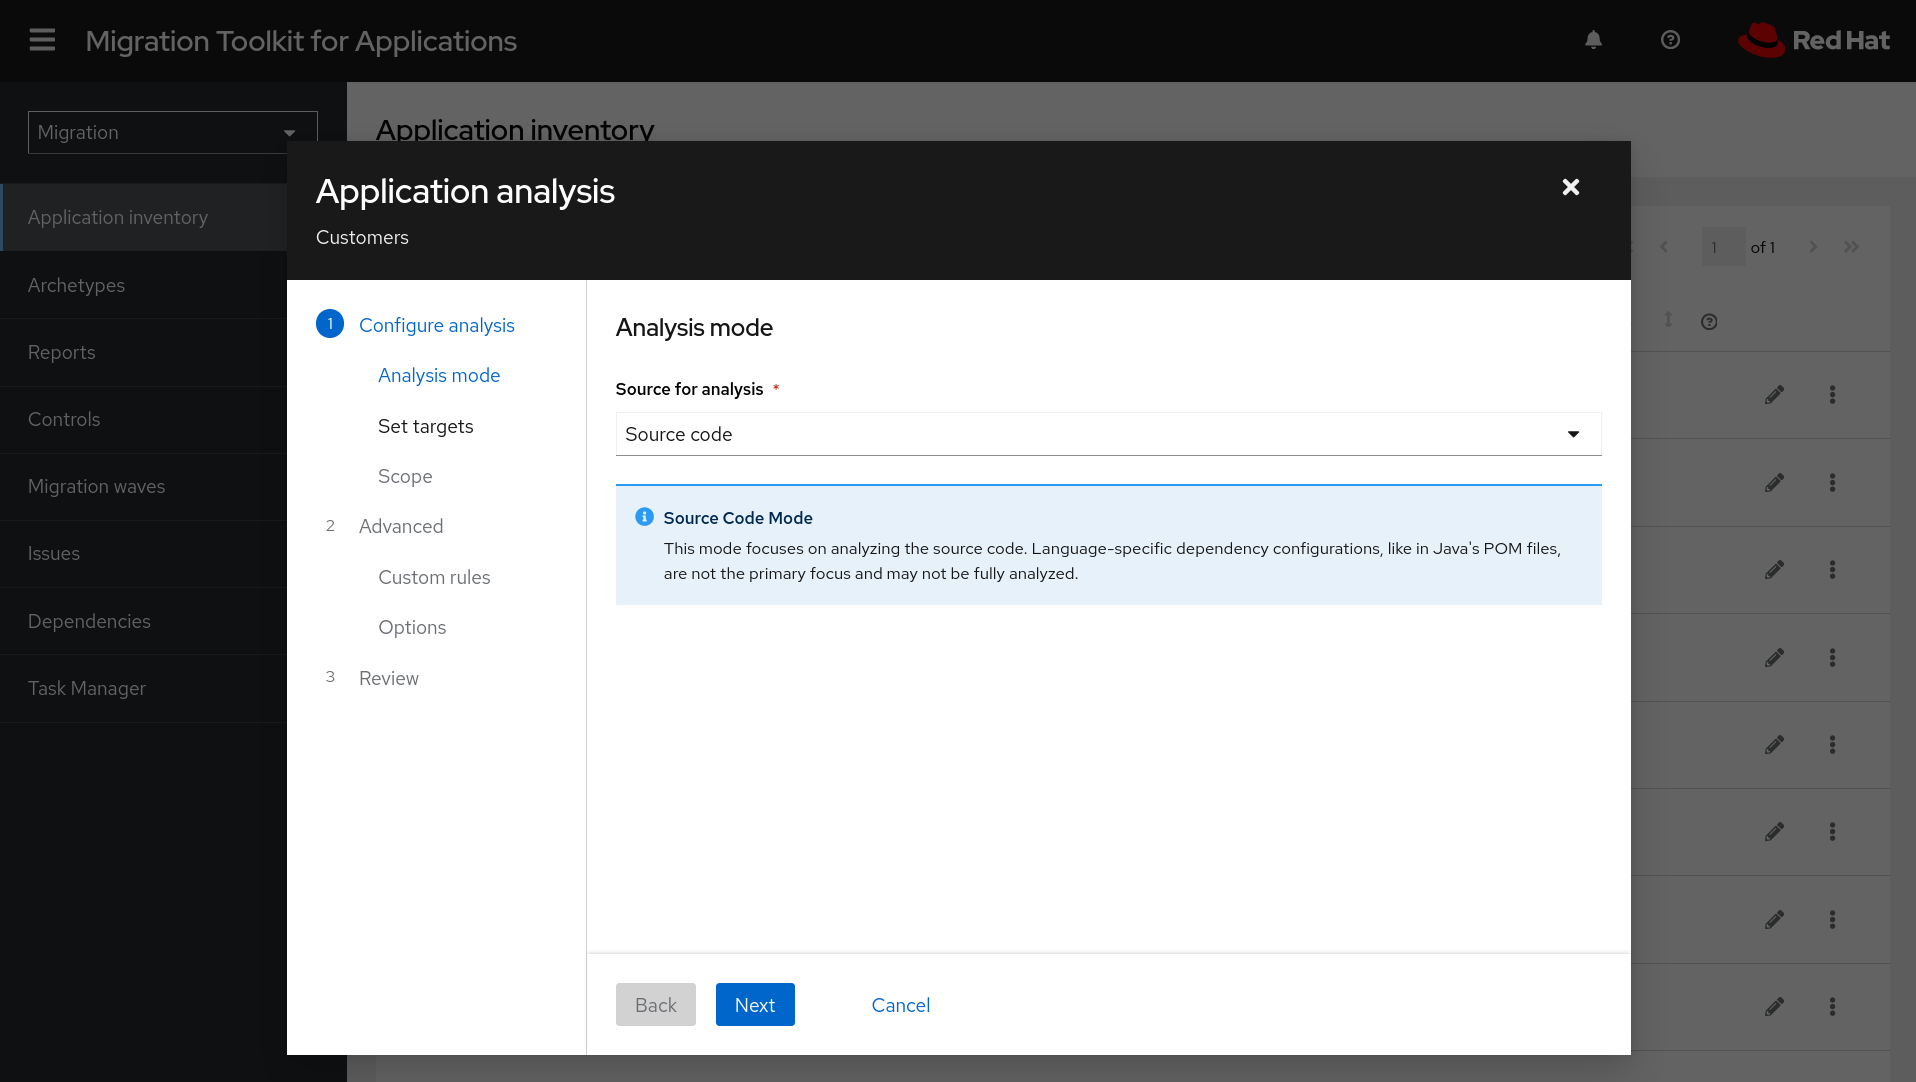 Migration Toolkit for Applications
Red Hat
Migration
Application inventory
Application inventory
Archetypes
Reports
Controls
Migration waves
Issues
Dependencies
Task Manager
1 of 1
Application analysis
Customers
1 Configure analysis
Analysis mode
Set targets
Scope
2 Advanced
Custom rules
Options
3 Review
Analysis mode
Source for analysis *
Source code
Source Code Mode
This mode focuses on analyzing the source code. Language-specific dependency configurations, like in Java's POM files,
are not the primary focus and may not be fully analyzed.
Back Next Cancel